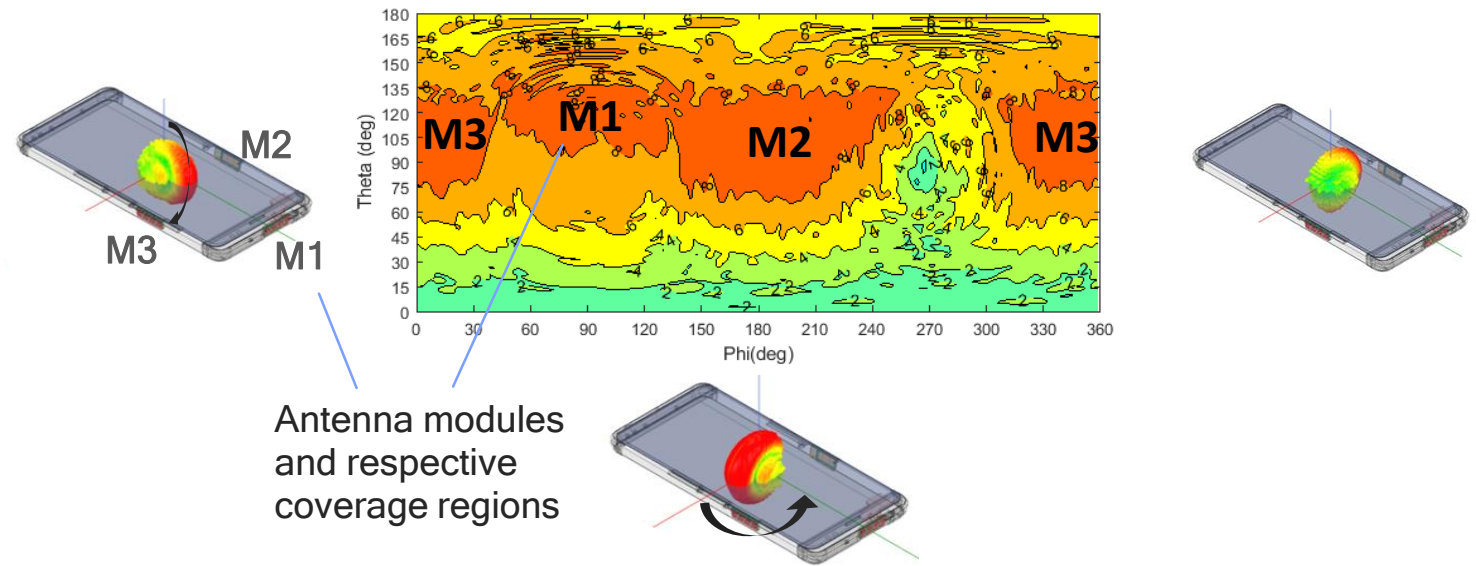 180
165
150
135
120
105
90
75
60
45
30
15
0
Theta (deg)
0 30 60 90 120 150 180 210 240 270 300 330 360
Phi(deg)
M3
M1
M2
M3
M2
M3
M1
Antenna modules
and respective
coverage regions